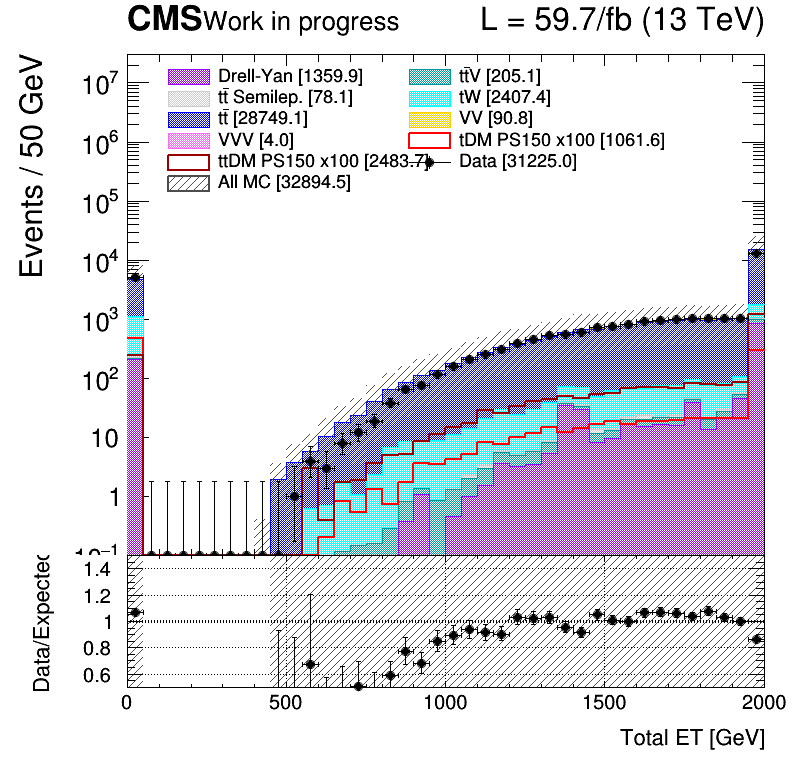 CMS Work in progress L = 59.7/fb (13 TeV)
Events / 50 GeV
Drell-Yan [1359.9] tt̄V [205.1]
tt̄ Semilep. [78.1] tW [2407.4]
tt̄ [28749.1] VV [90.8]
VVV [4.0] tDM PS150 x100 [1061.6]
ttDM PS150 x100 [2483.7] Data [31225.0]
All MC [32894.5]
10⁷
10⁶
10⁵
10⁴
10³
10²
10
1
10⁻¹
Data/Expected
1.4
1.2
1
0.8
0.6
0 500 1000 1500 2000
Total ET [GeV]